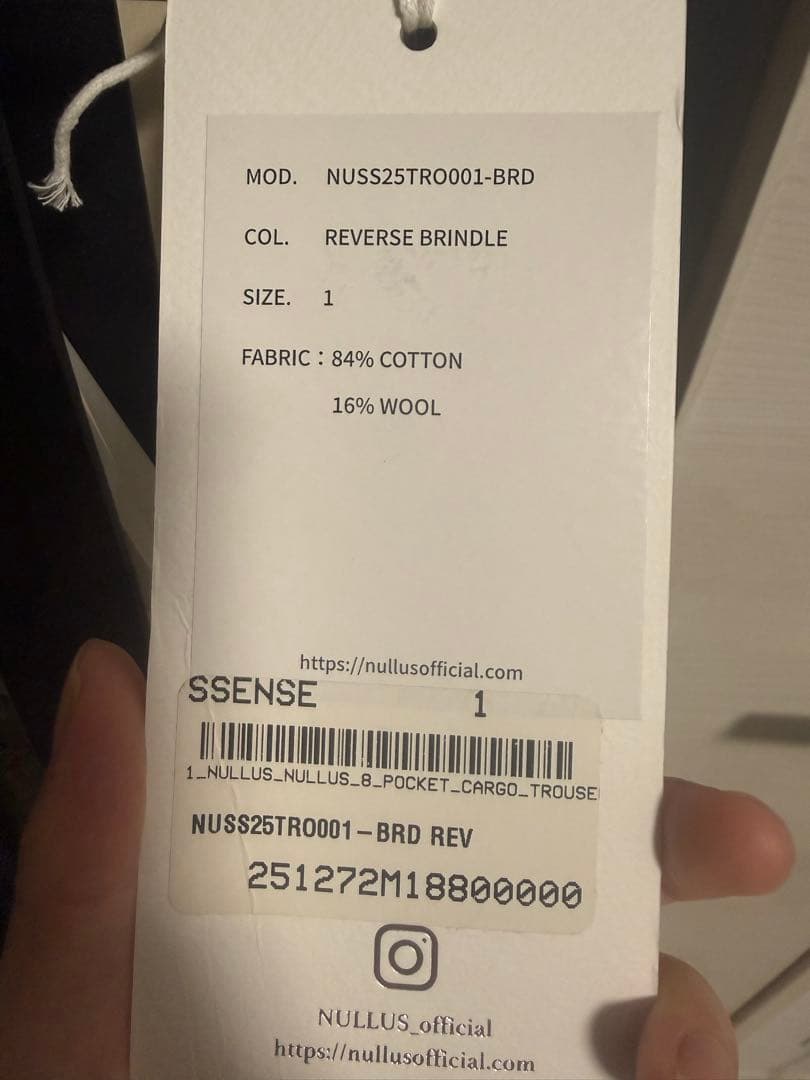 MOD. NUSS25TRO001-BRD
COL. REVERSE BRINDLE
SIZE. 1
FABRIC : 84% COTTON
16% WOOL
https://nullusofficial.com
SSENSE 1
1_NULLUS_NULLUS_8_POCKET_CARGO_TROUSE
NUSS25TRO001-BRD REV
251272M18800000
NULLUS_official
https://nullusofficial.com